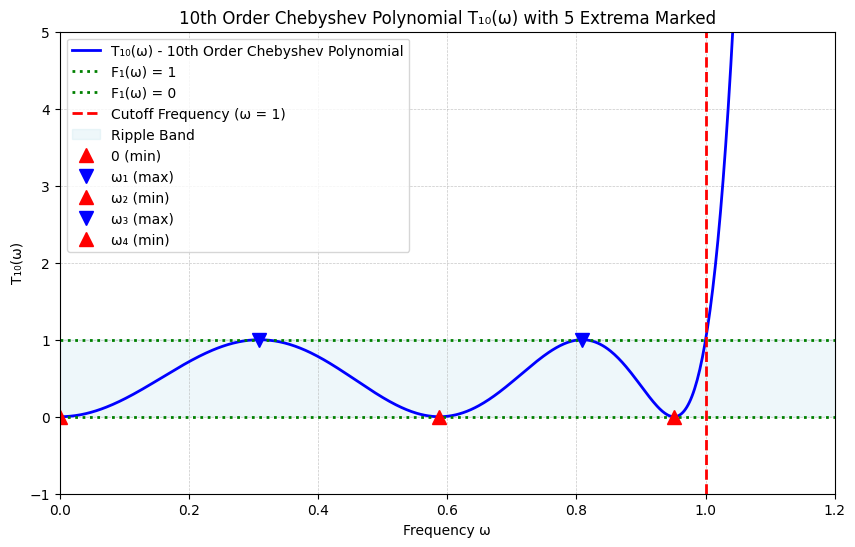 10th Order Chebyshev Polynomial T₁₀(ω) with 5 Extrema Marked
T₁₀(ω) - 10th Order Chebyshev Polynomial
F₁(ω) = 1
F₁(ω) = 0
Cutoff Frequency (ω = 1)
Ripple Band
0 (min)
ω₁ (max)
ω₂ (min)
ω₃ (max)
ω₄ (min)
T₁₀(ω)
5
4
3
2
1
0
−1
0.0 0.2 0.4 0.6 0.8 1.0 1.2
Frequency ω